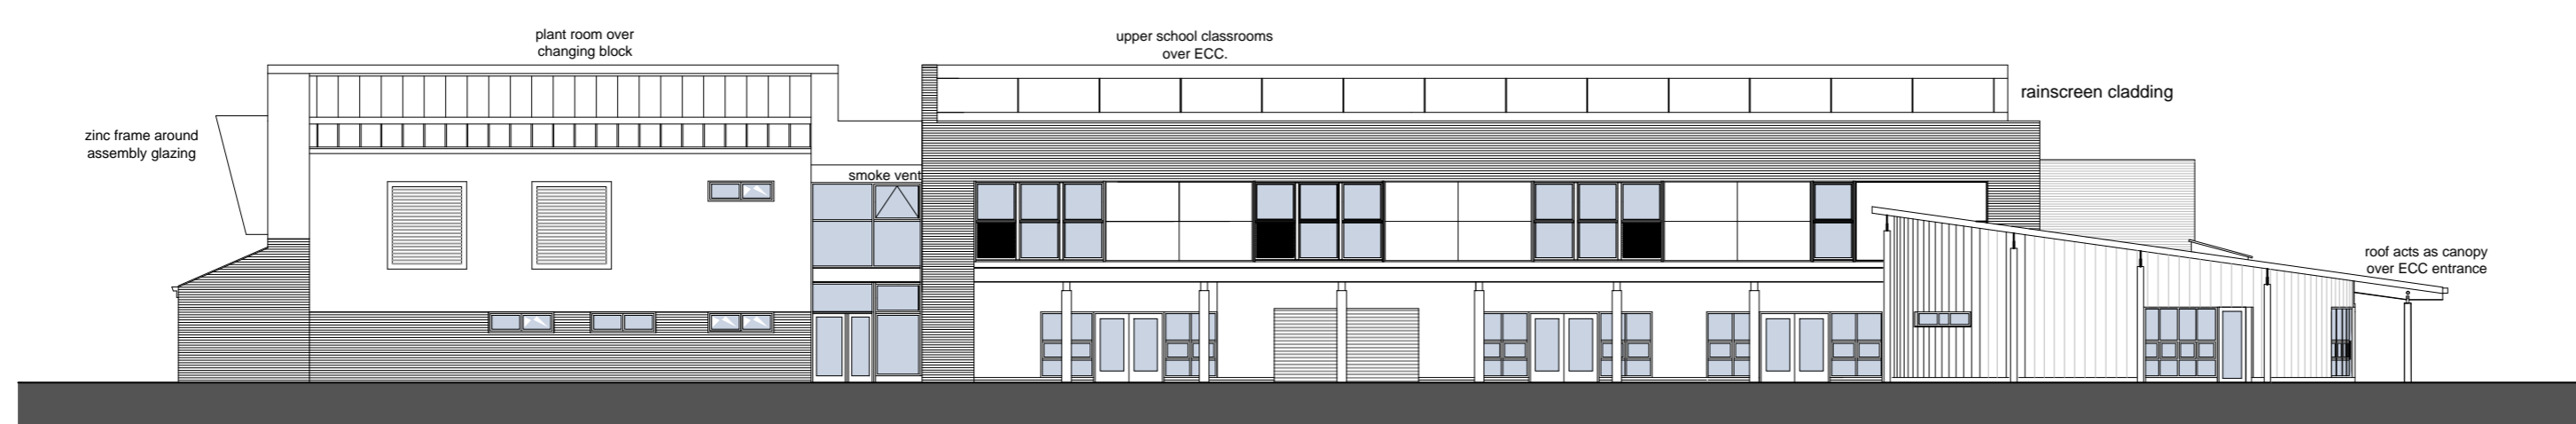 plant room over
changing block
upper school classrooms
over ECC.
rainscreen cladding
zinc frame around
assembly glazing
smoke vent
roof acts as canopy
over ECC entrance